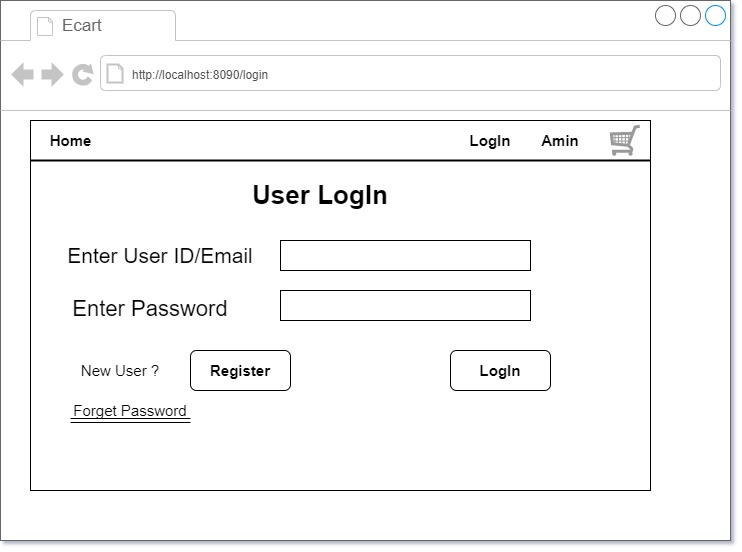 Ecart
http://localhost:8090/login
Home LogIn Amin
User LogIn
Enter User ID/Email
Enter Password
New User ? Register LogIn
Forget Password